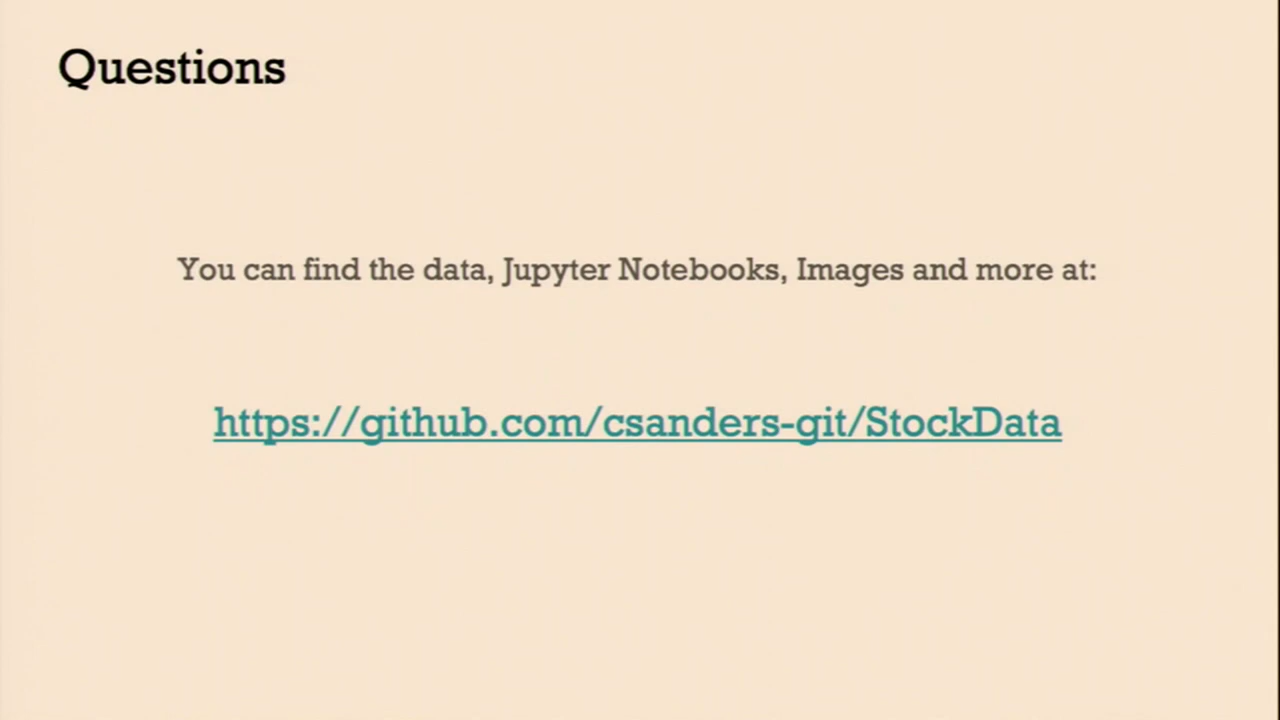 Questions
You can find the data, Jupyter Notebooks, Images and more at:
https://github.com/csanders-git/StockData